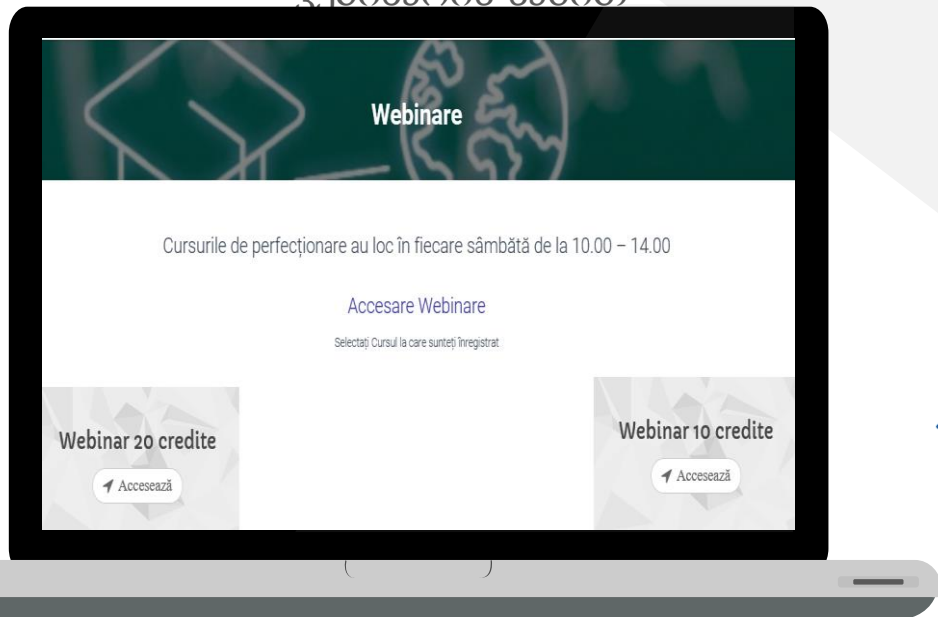 Webinare
Cursurile de perfecționare au loc în fiecare sâmbătă de la 10.00 – 14.00
Accesare Webinare
Selectați Cursul la care sunteți înregistrat
Webinar 20 credite
Accesează
Webinar 10 credite
Accesează